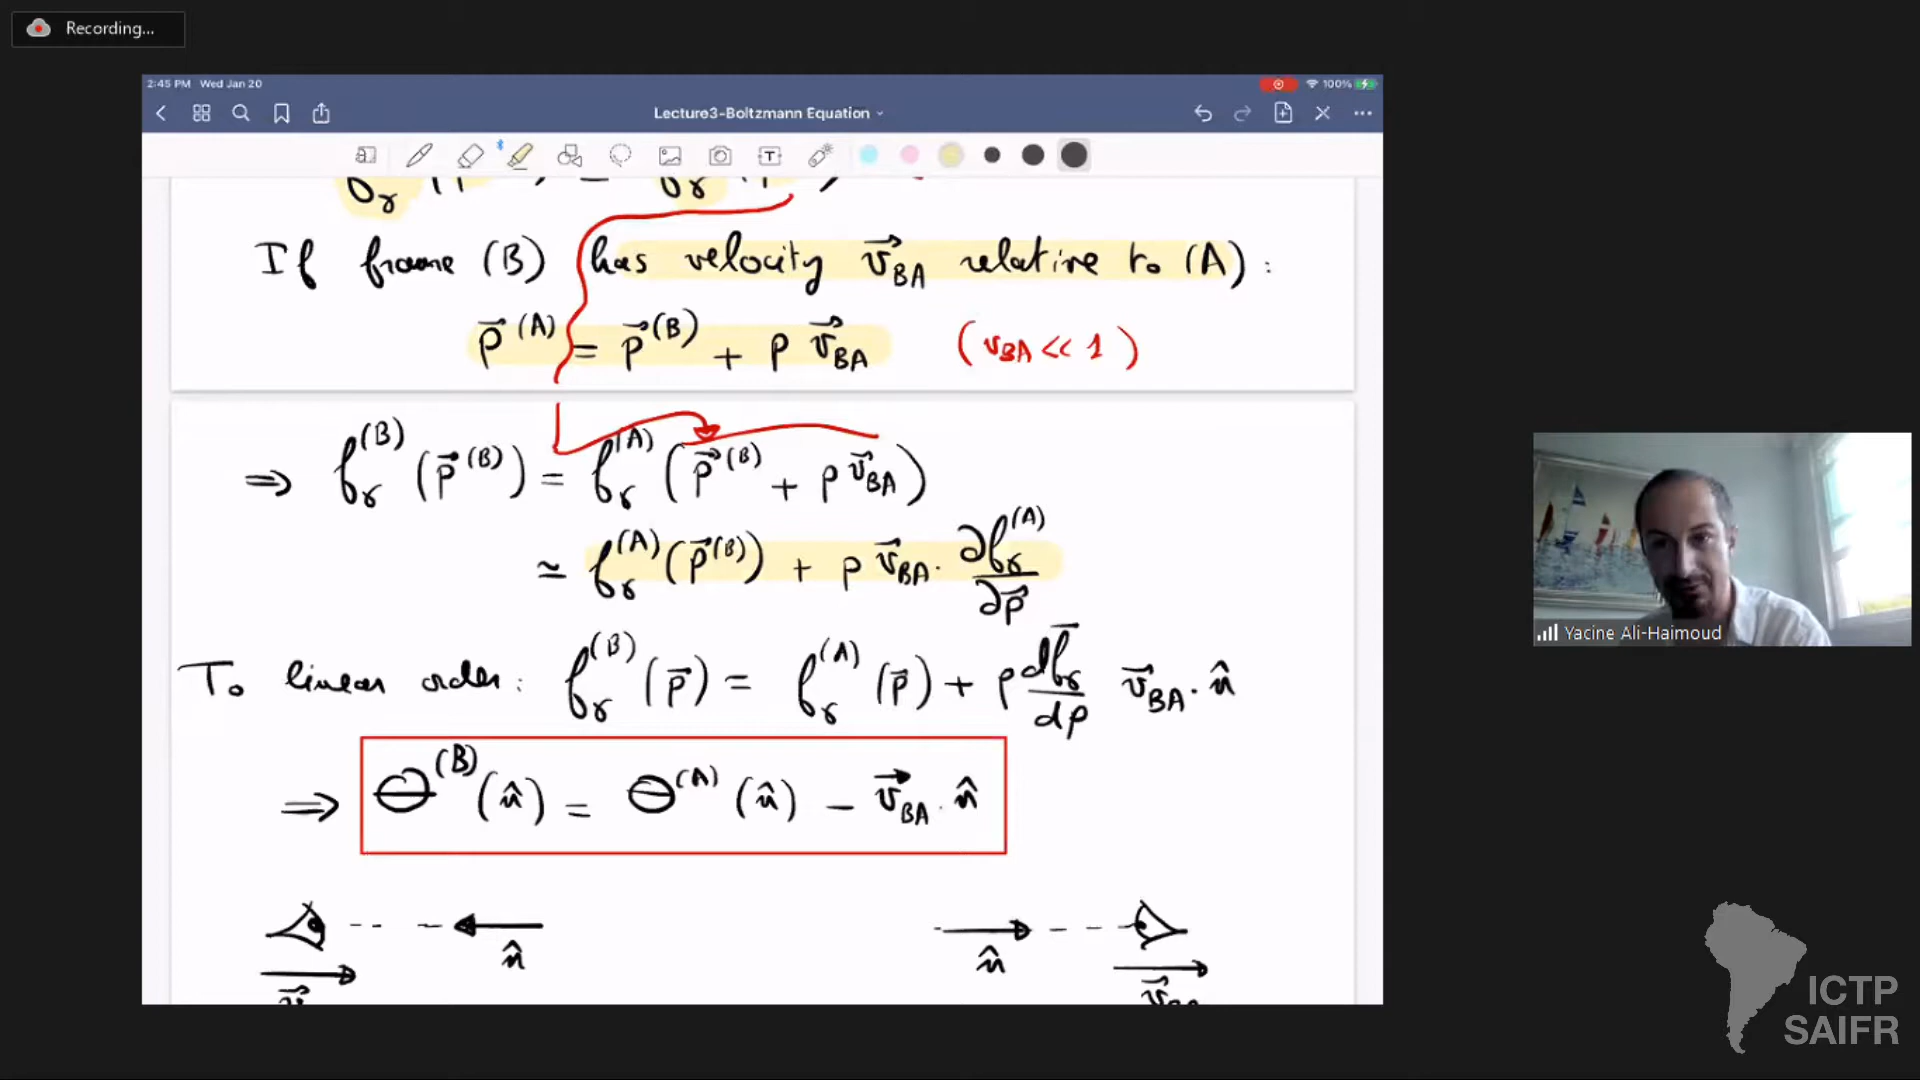 Recording...
2:45 PM Wed Jan 20
100%
Lecture3-Boltzmann Equation
If frame (B) has velocity v⃗_BA relative to (A) :
p⃗^(A) = p⃗^(B) + p v⃗_BA (v_BA << 1)
⇒ f_γ^(B) (p⃗^(B)) = f_γ^(A) (p⃗^(B) + p v⃗_BA)
≃ f_γ^(A) (p⃗^(B)) + p v⃗_BA · ∂f_γ^(A)/∂p⃗
To linear order: f_γ^(B) (p⃗) = f_γ^(A) (p⃗) + p df̄_γ/dp v⃗_BA · n̂
⇒ Θ^(B) (n̂) = Θ^(A) (n̂) − v⃗_BA · n̂
n̂ n̂
Yacine Ali-Haimoud
ICTP
SAIFR